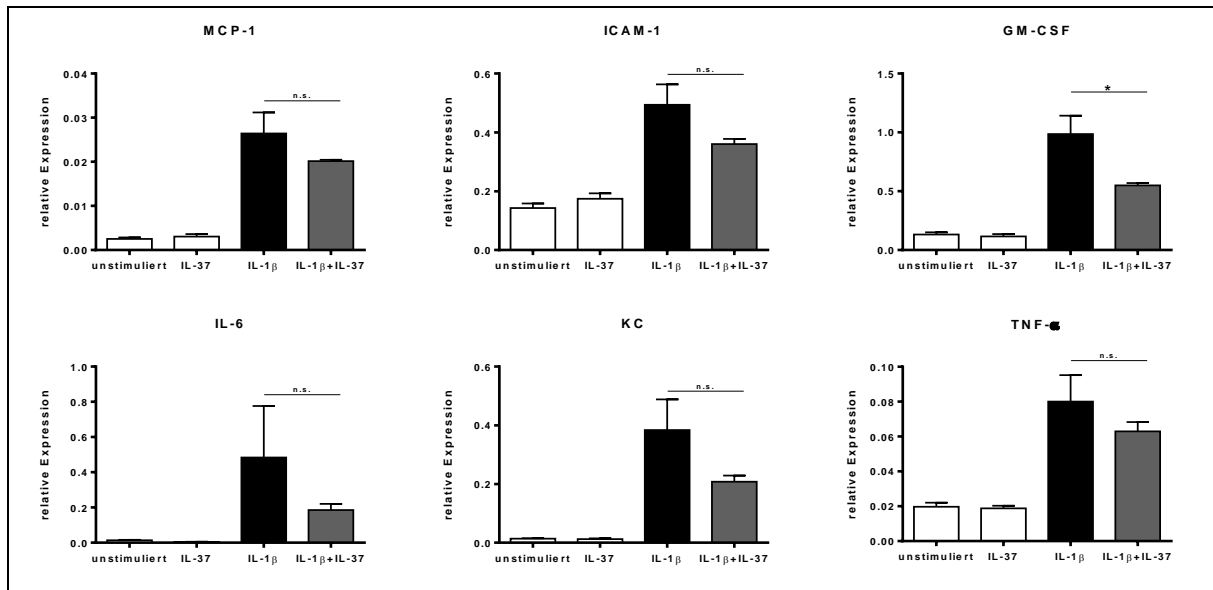 MCP-1
relative Expression
0.04
0.03
0.02
0.01
0.00
n.s.
unstimuliert IL-37 IL-1β IL-1β+IL-37
ICAM-1
relative Expression
0.6
0.4
0.2
0.0
n.s.
unstimuliert IL-37 IL-1β IL-1β+IL-37
GM-CSF
relative Expression
1.5
1.0
0.5
0.0
*
unstimuliert IL-37 IL-1β IL-1β+IL-37
IL-6
relative Expression
1.0
0.8
0.6
0.4
0.2
0.0
n.s.
unstimuliert IL-37 IL-1β IL-1β+IL-37
KC
relative Expression
0.6
0.4
0.2
0.0
n.s.
unstimuliert IL-37 IL-1β IL-1β+IL-37
TNF-α
relative Expression
0.10
0.08
0.06
0.04
0.02
0.00
n.s.
unstimuliert IL-37 IL-1β IL-1β+IL-37